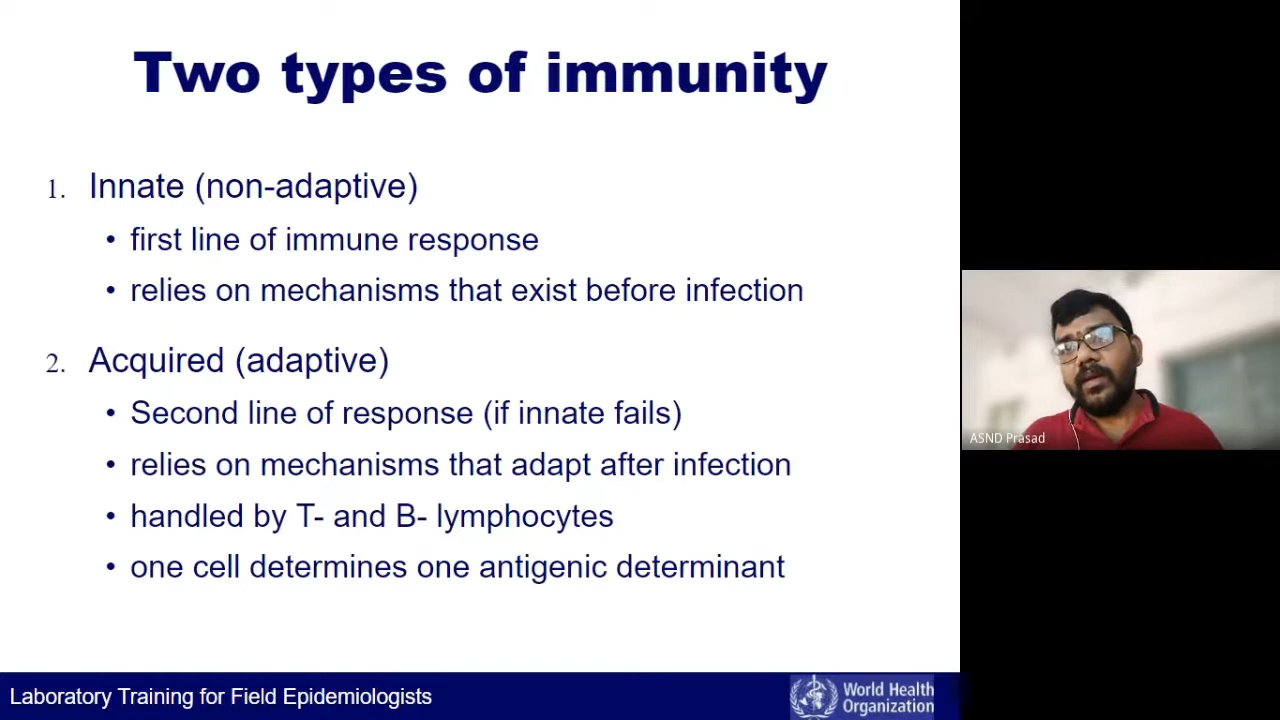 Two types of immunity
1. Innate (non-adaptive)
• first line of immune response
• relies on mechanisms that exist before infection
2. Acquired (adaptive)
• Second line of response (if innate fails)
• relies on mechanisms that adapt after infection
• handled by T- and B- lymphocytes
• one cell determines one antigenic determinant
ASND Prasad
Laboratory Training for Field Epidemiologists
World Health
Organization